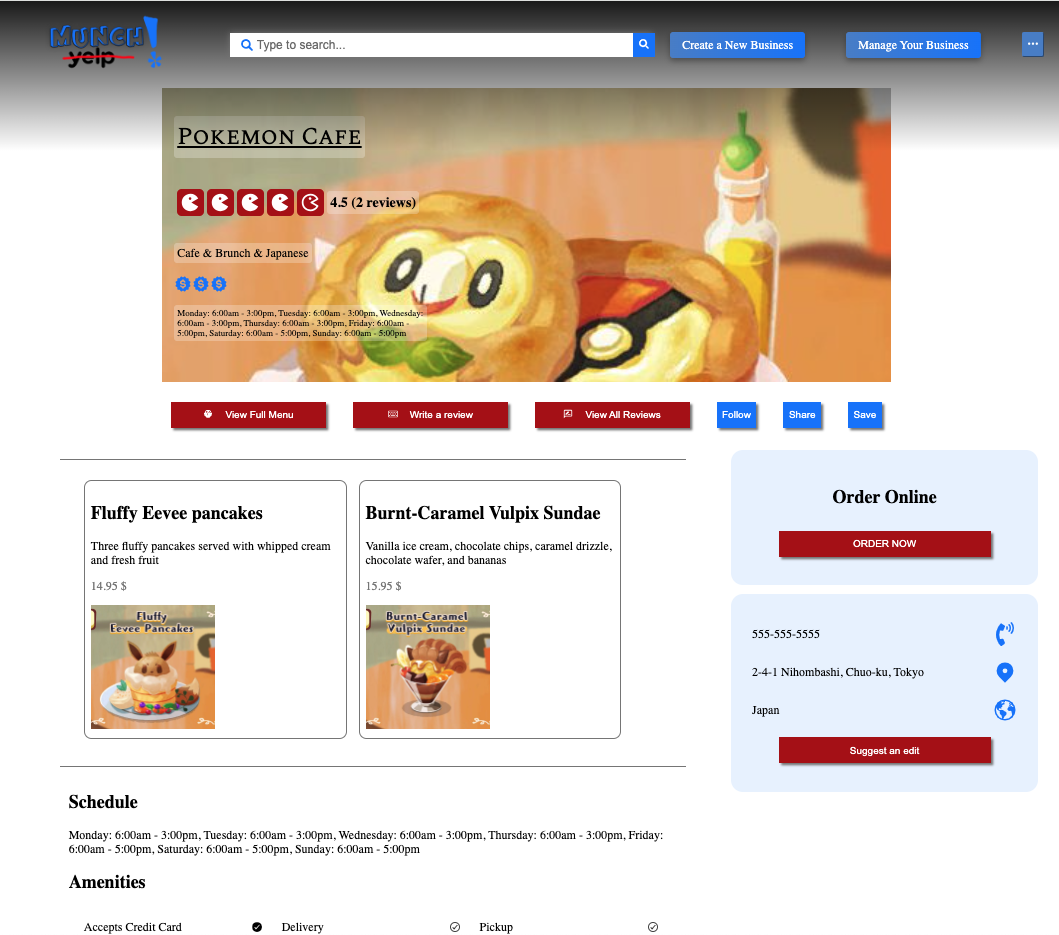 MUNCH!
yelp
Type to search...
Create a New Business
Manage Your Business
...
Pokemon Cafe
4.5 (2 reviews)
Cafe & Brunch & Japanese
Monday: 6:00am - 3:00pm, Tuesday: 6:00am - 3:00pm, Wednesday:
6:00am - 3:00pm, Thursday: 6:00am - 3:00pm, Friday: 6:00am -
5:00pm, Saturday: 6:00am - 5:00pm, Sunday: 6:00am - 5:00pm
View Full Menu
Write a review
View All Reviews
Follow
Share
Save
Fluffy Eevee pancakes
Three fluffy pancakes served with whipped cream
and fresh fruit
14.95 $
Fluffy
Eevee Pancakes
Burnt-Caramel Vulpix Sundae
Vanilla ice cream, chocolate chips, caramel drizzle,
chocolate wafer, and bananas
15.95 $
Burnt-Caramel
Vulpix Sundae
Order Online
ORDER NOW
555-555-5555
2-4-1 Nihombashi, Chuo-ku, Tokyo
Japan
Suggest an edit
Schedule
Monday: 6:00am - 3:00pm, Tuesday: 6:00am - 3:00pm, Wednesday: 6:00am - 3:00pm, Thursday: 6:00am - 3:00pm, Friday:
6:00am - 5:00pm, Saturday: 6:00am - 5:00pm, Sunday: 6:00am - 5:00pm
Amenities
Accepts Credit Card
Delivery
Pickup